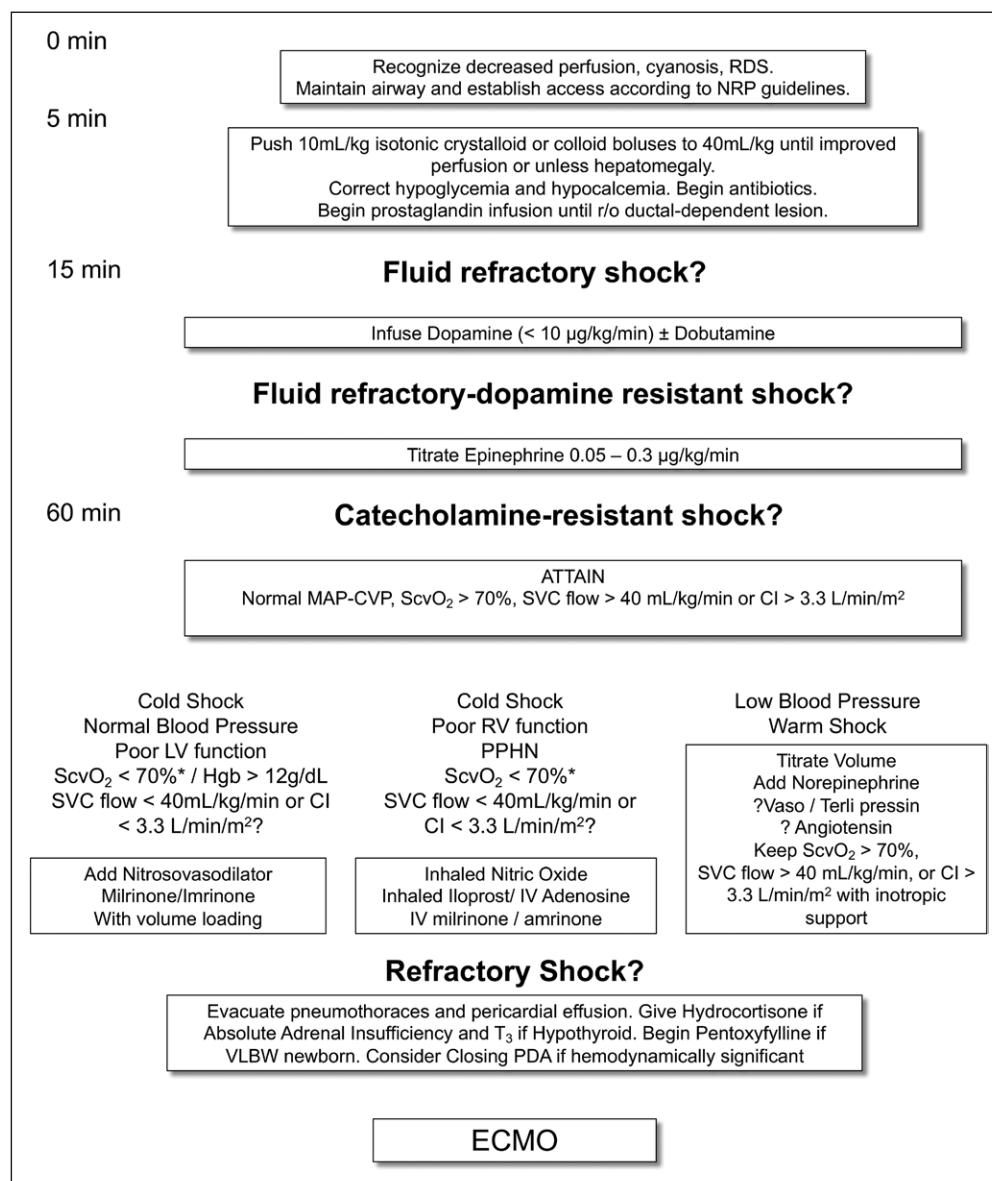 0 min
Recognize decreased perfusion, cyanosis, RDS.
Maintain airway and establish access according to NRP guidelines.
5 min
Push 10mL/kg isotonic crystalloid or colloid boluses to 40mL/kg until improved
perfusion or unless hepatomegaly.
Correct hypoglycemia and hypocalcemia. Begin antibiotics.
Begin prostaglandin infusion until r/o ductal-dependent lesion.
15 min
Fluid refractory shock?
Infuse Dopamine (< 10 µg/kg/min) ± Dobutamine
Fluid refractory-dopamine resistant shock?
Titrate Epinephrine 0.05 – 0.3 µg/kg/min
60 min
Catecholamine-resistant shock?
ATTAIN
Normal MAP-CVP, ScvO₂ > 70%, SVC flow > 40 mL/kg/min or CI > 3.3 L/min/m²
Cold Shock
Normal Blood Pressure
Poor LV function
ScvO₂ < 70%* / Hgb > 12g/dL
SVC flow < 40mL/kg/min or CI
< 3.3 L/min/m²?
Add Nitrosovasodilator
Milrinone/Imrinone
With volume loading
Cold Shock
Poor RV function
PPHN
ScvO₂ < 70%*
SVC flow < 40mL/kg/min or
CI < 3.3 L/min/m²?
Inhaled Nitric Oxide
Inhaled Iloprost/ IV Adenosine
IV milrinone / amrinone
Low Blood Pressure
Warm Shock
Titrate Volume
Add Norepinephrine
?Vaso / Terli pressin
? Angiotensin
Keep ScvO₂ > 70%,
SVC flow > 40 mL/kg/min, or CI >
3.3 L/min/m² with inotropic
support
Refractory Shock?
Evacuate pneumothoraces and pericardial effusion. Give Hydrocortisone if
Absolute Adrenal Insufficiency and T₃ if Hypothyroid. Begin Pentoxyfylline if
VLBW newborn. Consider Closing PDA if hemodynamically significant
ECMO